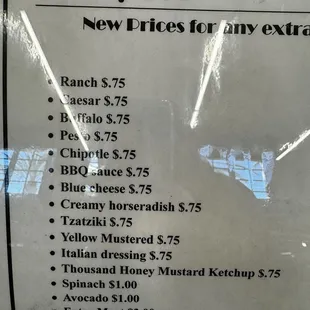 New Prices for any extra
• Ranch $.75
• Caesar $.75
• Buffalo $.75
• Pesto $.75
• Chipotle $.75
• BBQ sauce $.75
• Blue cheese $.75
• Creamy horseradish $.75
• Tzatziki $.75
• Yellow Mustered $.75
• Italian dressing $.75
• Thousand Honey Mustard Ketchup $.75
• Spinach $1.00
• Avocado $1.00